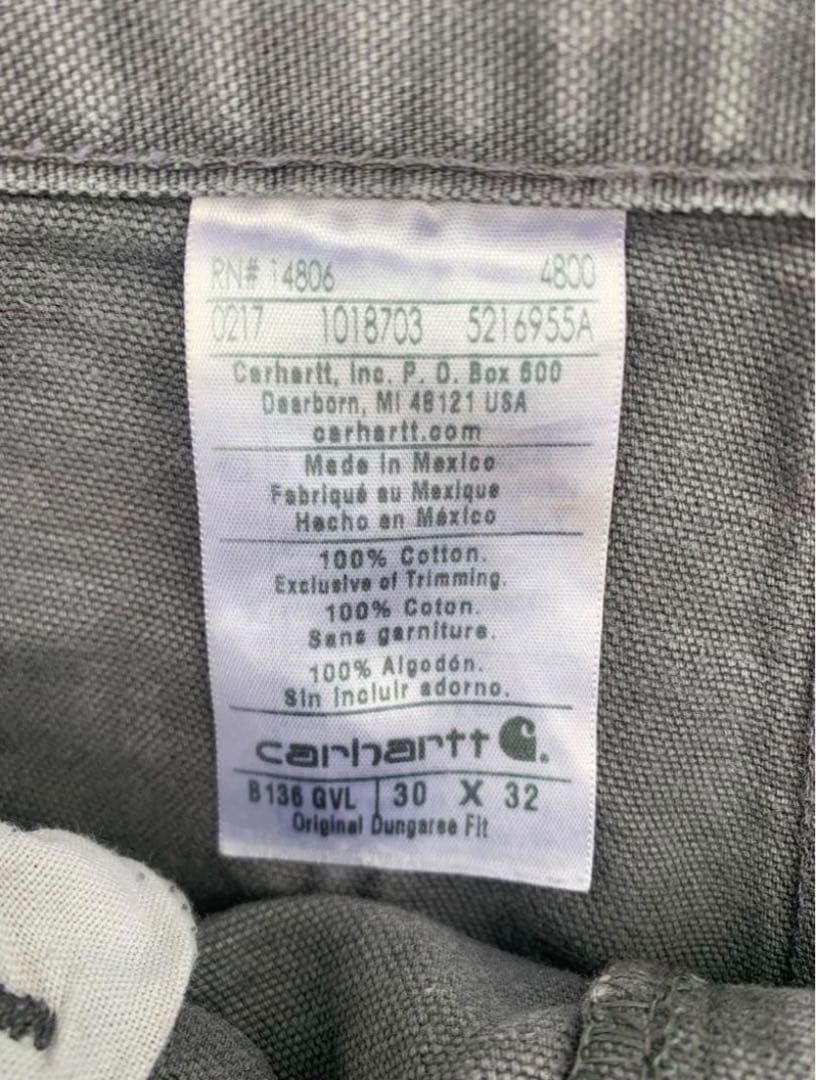 RN# 14806 4800
0217 1018703 5216955A
Carhartt, Inc. P. O. Box 600
Dearborn, MI 48121 USA
carhartt.com
Made in Mexico
Fabriqué au Mexique
Hecho en México
100% Cotton.
Exclusive of Trimming.
100% Coton.
Sans garniture.
100% Algodón.
Sin incluir adorno.
carhartt
B136 GVL 30 X 32
Original Dungaree Fit